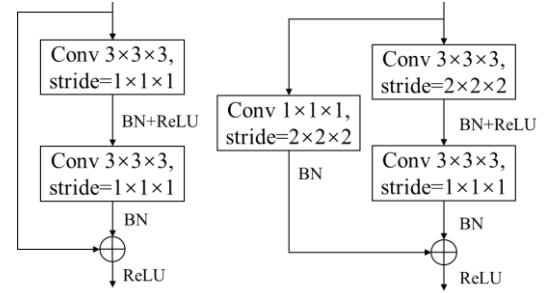 Conv 3×3×3,
stride=1×1×1
BN+ReLU
Conv 3×3×3,
stride=1×1×1
BN
ReLU
Conv 1×1×1,
stride=2×2×2
BN
Conv 3×3×3,
stride=2×2×2
BN+ReLU
Conv 3×3×3,
stride=1×1×1
BN
ReLU